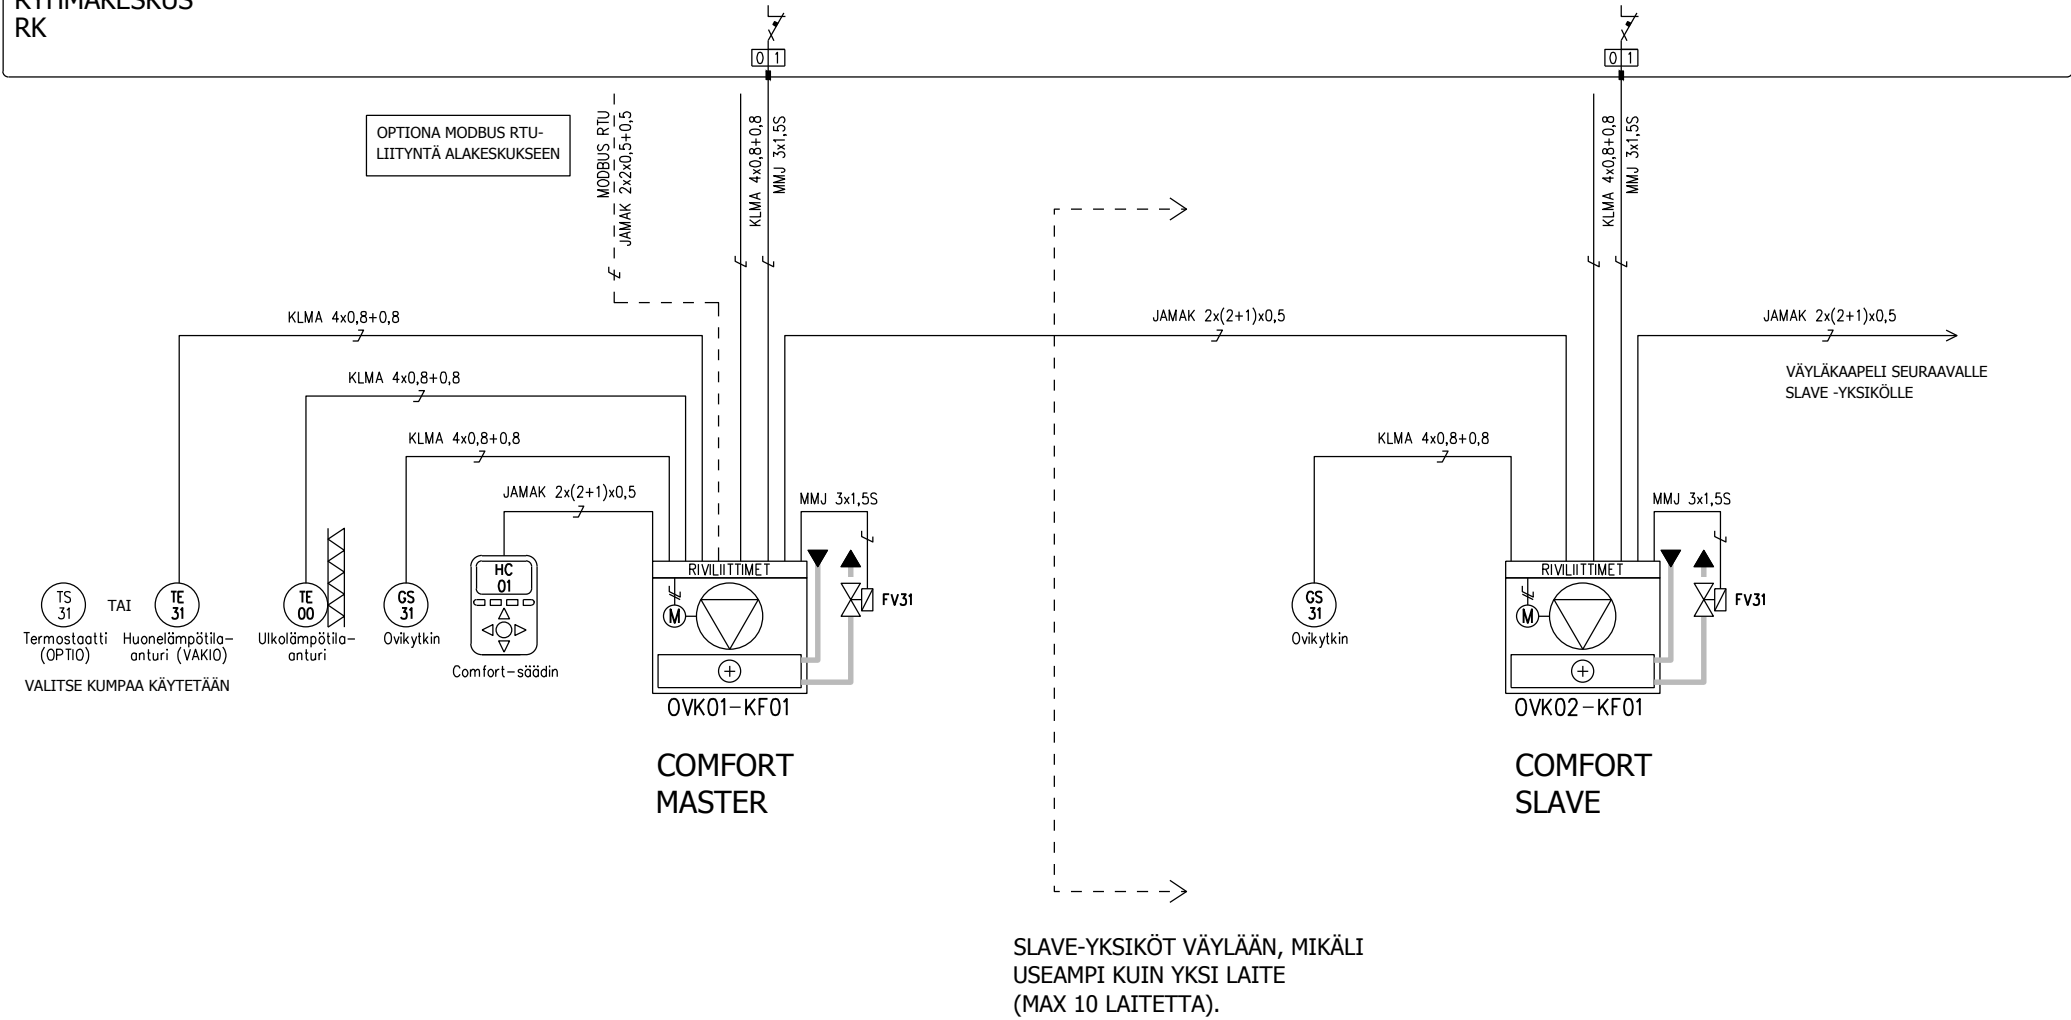 RK
0 1
0 1
OPTIONA MODBUS RTU-
LIITYNTÄ ALAKESKUKSEEN
MODBUS RTU
JAMAK 2x2x0,5+0,5
KLMA 4x0,8+0,8
MMJ 3x1,5S
KLMA 4x0,8+0,8
MMJ 3x1,5S
KLMA 4x0,8+0,8
JAMAK 2x(2+1)x0,5
JAMAK 2x(2+1)x0,5
VÄYLÄKAAPELI SEURAAVALLE
SLAVE -YKSIKÖLLE
KLMA 4x0,8+0,8
KLMA 4x0,8+0,8
KLMA 4x0,8+0,8
JAMAK 2x(2+1)x0,5
MMJ 3x1,5S
MMJ 3x1,5S
TS
31
TAI
TE
31
TE
00
GS
31
HC
01
RIVILIITTIMET
M
FV31
GS
31
RIVILIITTIMET
M
FV31
Termostaatti
(OPTIO)
Huonelämpötila-
anturi (VAKIO)
Ulkolämpötila-
anturi
Ovikytkin
Comfort-säädin
Ovikytkin
VALITSE KUMPAA KÄYTETÄÄN
OVK01-KF01
OVK02-KF01
COMFORT
MASTER
COMFORT
SLAVE
SLAVE-YKSIKÖT VÄYLÄÄN, MIKÄLI
USEAMPI KUIN YKSI LAITE
(MAX 10 LAITETTA).